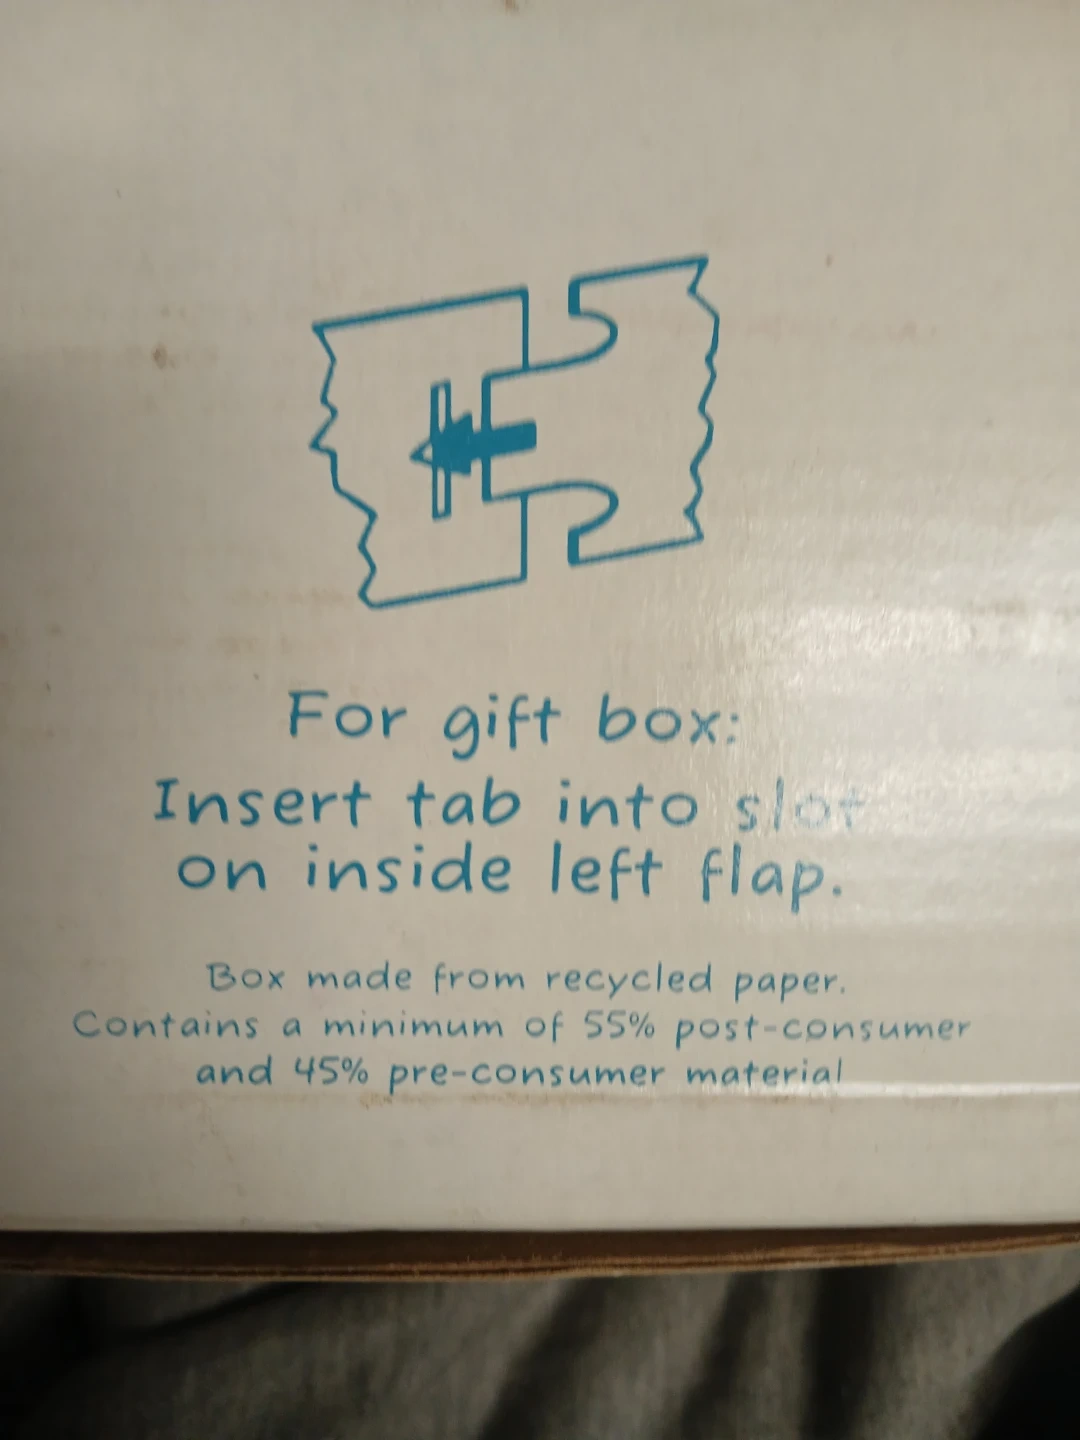 For gift box:
Insert tab into slot
on inside left flap.
Box made from recycled paper.
Contains a minimum of 55% post-consumer
and 45% pre-consumer material